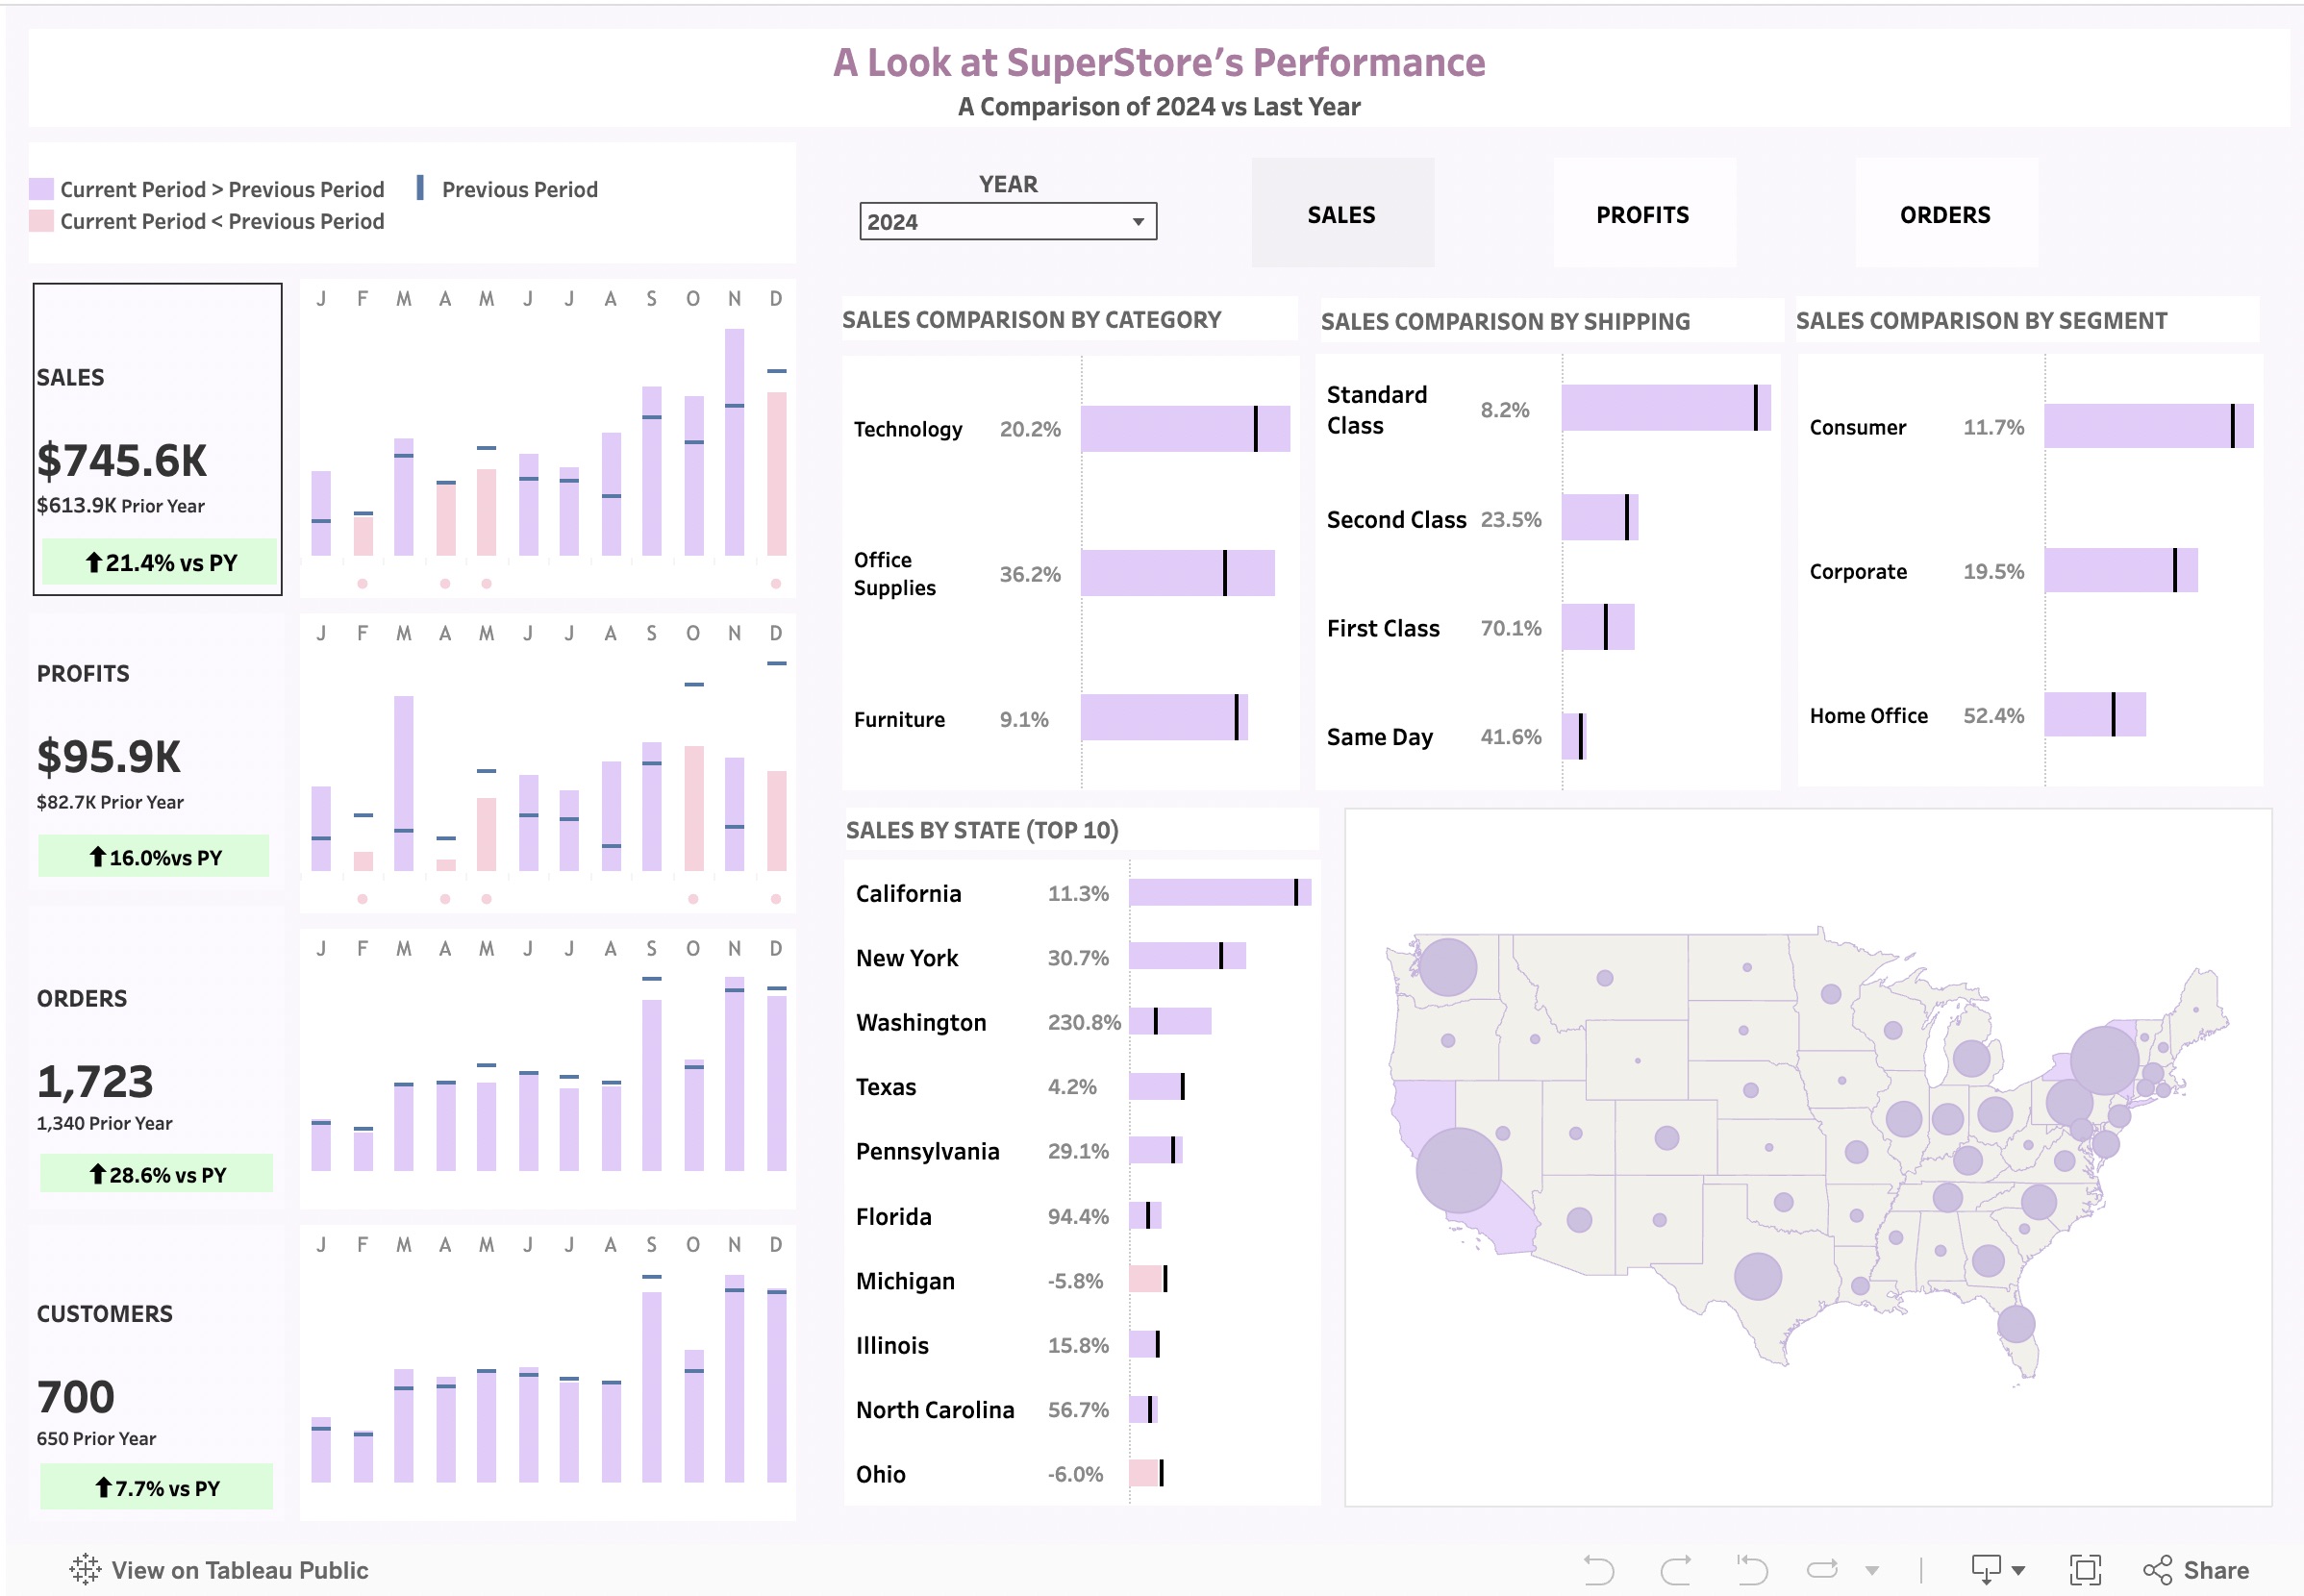 A Look at SuperStore’s Performance
A Comparison of 2024 vs Last Year
Current Period > Previous Period
Previous Period
Current Period < Previous Period
YEAR
2024
SALES
PROFITS
ORDERS
SALES
$745.6K
$613.9K Prior Year
🠅21.4% vs PY
J F M A M J J A S O N D
PROFITS
$95.9K
$82.7K Prior Year
🠅16.0%vs PY
J F M A M J J A S O N D
ORDERS
1,723
1,340 Prior Year
🠅28.6% vs PY
J F M A M J J A S O N D
CUSTOMERS
700
650 Prior Year
🠅7.7% vs PY
J F M A M J J A S O N D
SALES COMPARISON BY CATEGORY
Technology 20.2%
Office
Supplies 36.2%
Furniture 9.1%
SALES COMPARISON BY SHIPPING
Standard
Class 8.2%
Second Class 23.5%
First Class 70.1%
Same Day 41.6%
SALES COMPARISON BY SEGMENT
Consumer 11.7%
Corporate 19.5%
Home Office 52.4%
SALES BY STATE (TOP 10)
California 11.3%
New York 30.7%
Washington 230.8%
Texas 4.2%
Pennsylvania 29.1%
Florida 94.4%
Michigan -5.8%
Illinois 15.8%
North Carolina 56.7%
Ohio -6.0%
View on Tableau Public
Share